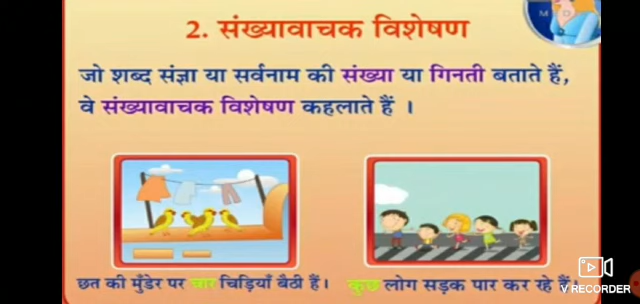 2. संख्यावाचक विशेषण
जो शब्द संज्ञा या सर्वनाम की संख्या या गिनती बताते हैं,
वे संख्यावाचक विशेषण कहलाते हैं ।
छत की मुँडेर पर चार चिड़ियाँ बैठी हैं।
कुछ लोग सड़क पार कर रहे हैं
V RECORDER